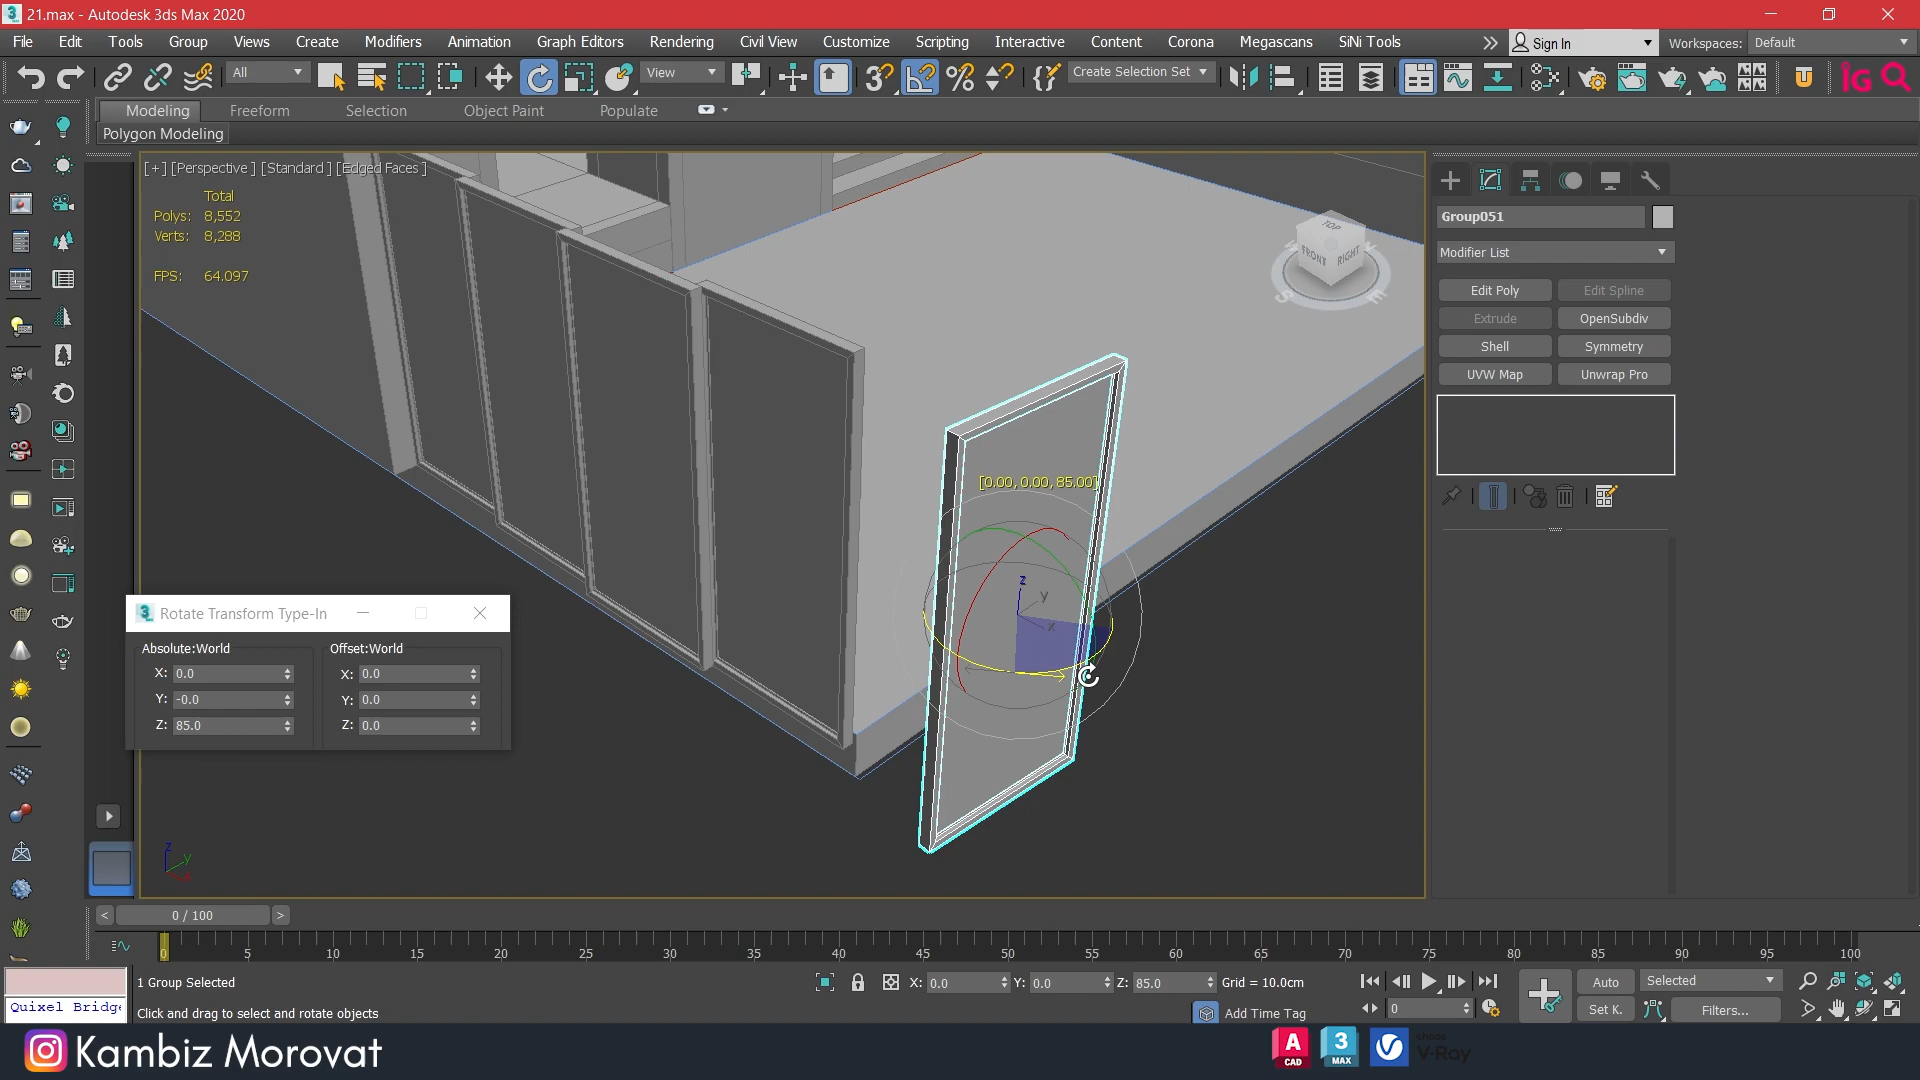 21.max - Autodesk 3ds Max 2020
File Edit Tools Group Views Create Modifiers Animation Graph Editors Rendering Civil View Customize Scripting Interactive Content Corona Megascans SiNi Tools
Sign In
Workspaces: Default
All
View
Create Selection Set
Modeling Freeform Selection Object Paint Populate
Polygon Modeling
[+] [Perspective ] [Standard ] [Edged Faces ]
Total
Polys: 8,552
Verts: 8,288
FPS: 64.097
TOP
FRONT RIGHT
S E
[0.00, 0.00, 85.00]
z
y
x
Group051
Modifier List
Edit Poly Edit Spline
Extrude OpenSubdiv
Shell Symmetry
UVW Map Unwrap Pro
Rotate Transform Type-In
Absolute:World Offset:World
X: 0.0 X: 0.0
Y: -0.0 Y: 0.0
Z: 85.0 Z: 0.0
z
y
< 0 / 100 >
0 5 10 15 20 25 30 35 40 45 50 55 60 65 70 75 80 85 90 95 100
1 Group Selected
X: 0.0 Y: 0.0 Z: 85.0 Grid = 10.0cm
Auto Selected
Quixel Bridge
Click and drag to select and rotate objects
Add Time Tag
0
Set K. Filters...
Kambiz Morovat
A
CAD
3
MAX
chaos
V-Ray